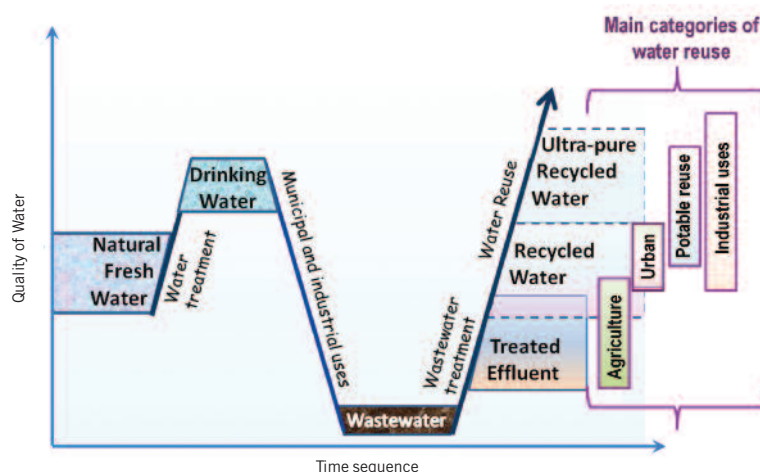 Main categories of
water reuse
Quality of Water
Natural
Fresh
Water
Water
treatment
Drinking
Water
Municipal and industrial uses
Wastewater
Wastewater
treatment
Water Reuse
Ultra-pure
Recycled
Water
Recycled
Water
Treated
Effluent
Agriculture
Urban
Potable reuse
Industrial uses
Time sequence